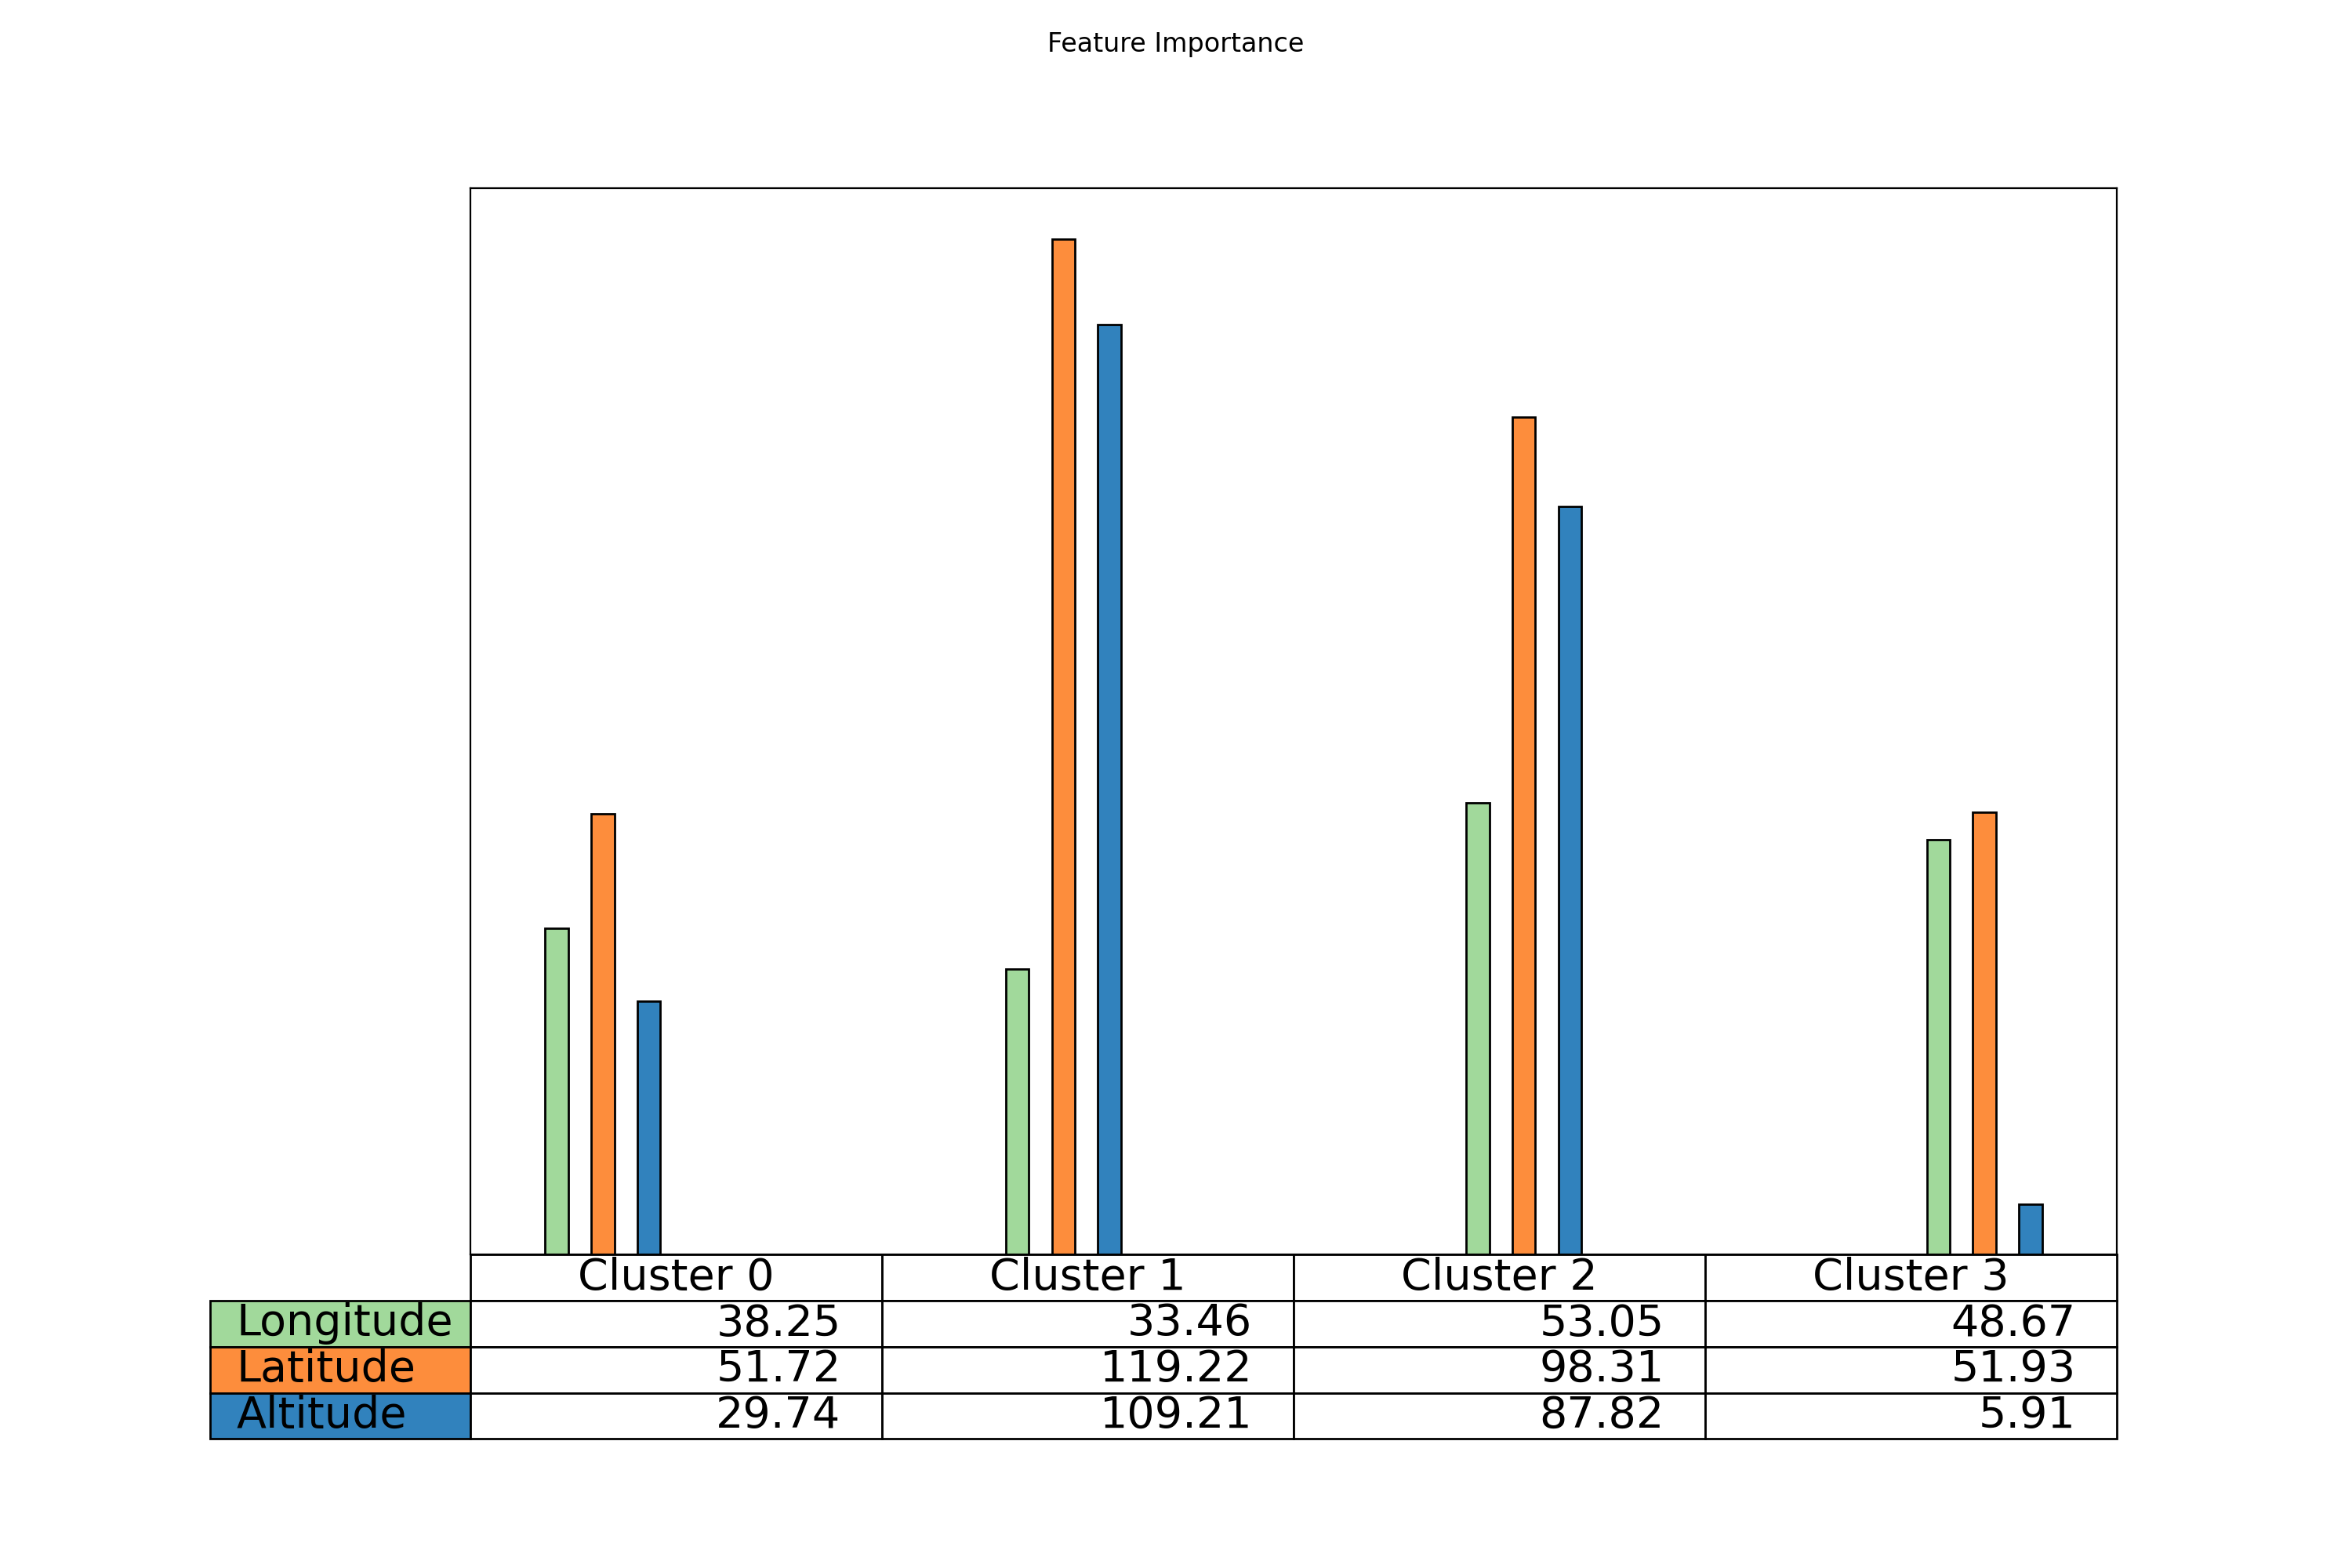 Feature Importance
Cluster 0 Cluster 1 Cluster 2 Cluster 3
Longitude 38.25 33.46 53.05 48.67
Latitude 51.72 119.22 98.31 51.93
Altitude 29.74 109.21 87.82 5.91